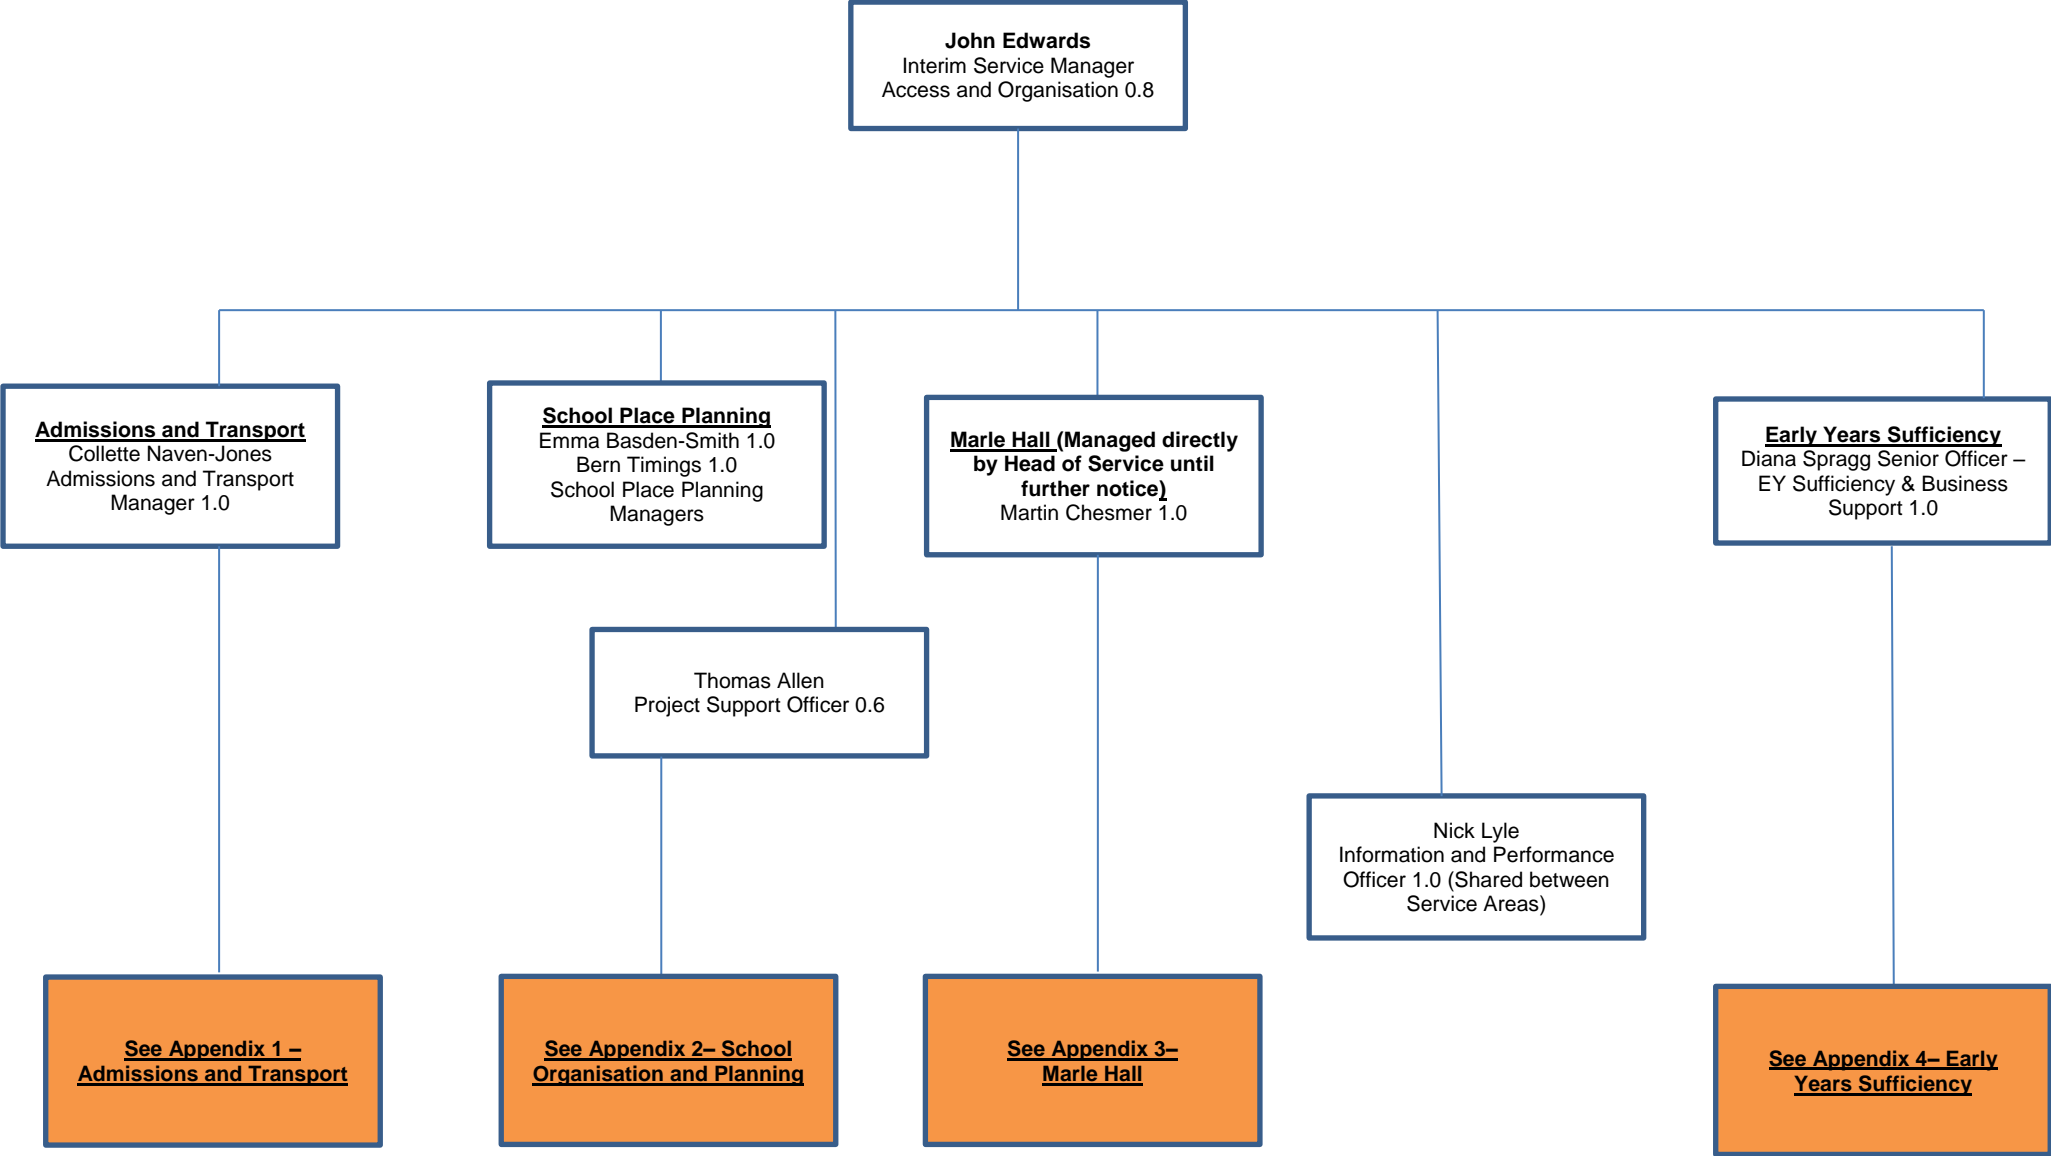 John Edwards
Interim Service Manager
Access and Organisation 0.8
Admissions and Transport
Collette Naven-Jones
Admissions and Transport
Manager 1.0
School Place Planning
Emma Basden-Smith 1.0
Bern Timings 1.0
School Place Planning
Managers
Marle Hall (Managed directly
by Head of Service until
further notice)
Martin Chesmer 1.0
Early Years Sufficiency
Diana Spragg Senior Officer –
EY Sufficiency & Business
Support 1.0
Thomas Allen
Project Support Officer 0.6
Nick Lyle
Information and Performance
Officer 1.0 (Shared between
Service Areas)
See Appendix 1 –
Admissions and Transport
See Appendix 2– School
Organisation and Planning
See Appendix 3–
Marle Hall
See Appendix 4– Early
Years Sufficiency